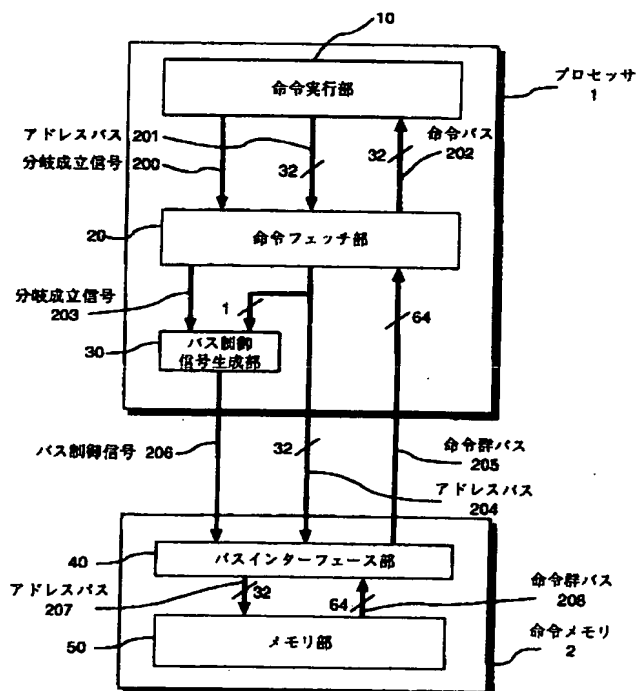 10
命令実行部
プロセッサ
1
アドレスバス 201
分岐成立信号 200
32
32
命令バス
202
20
命令フェッチ部
分岐成立信号
203
1
64
30
バス制御
信号生成部
バス制御信号 206
32
命令群バス
205
アドレスバス
204
40
バスインターフェース部
アドレスバス
207
32
64
命令群バス
208
50
メモリ部
命令メモリ
2